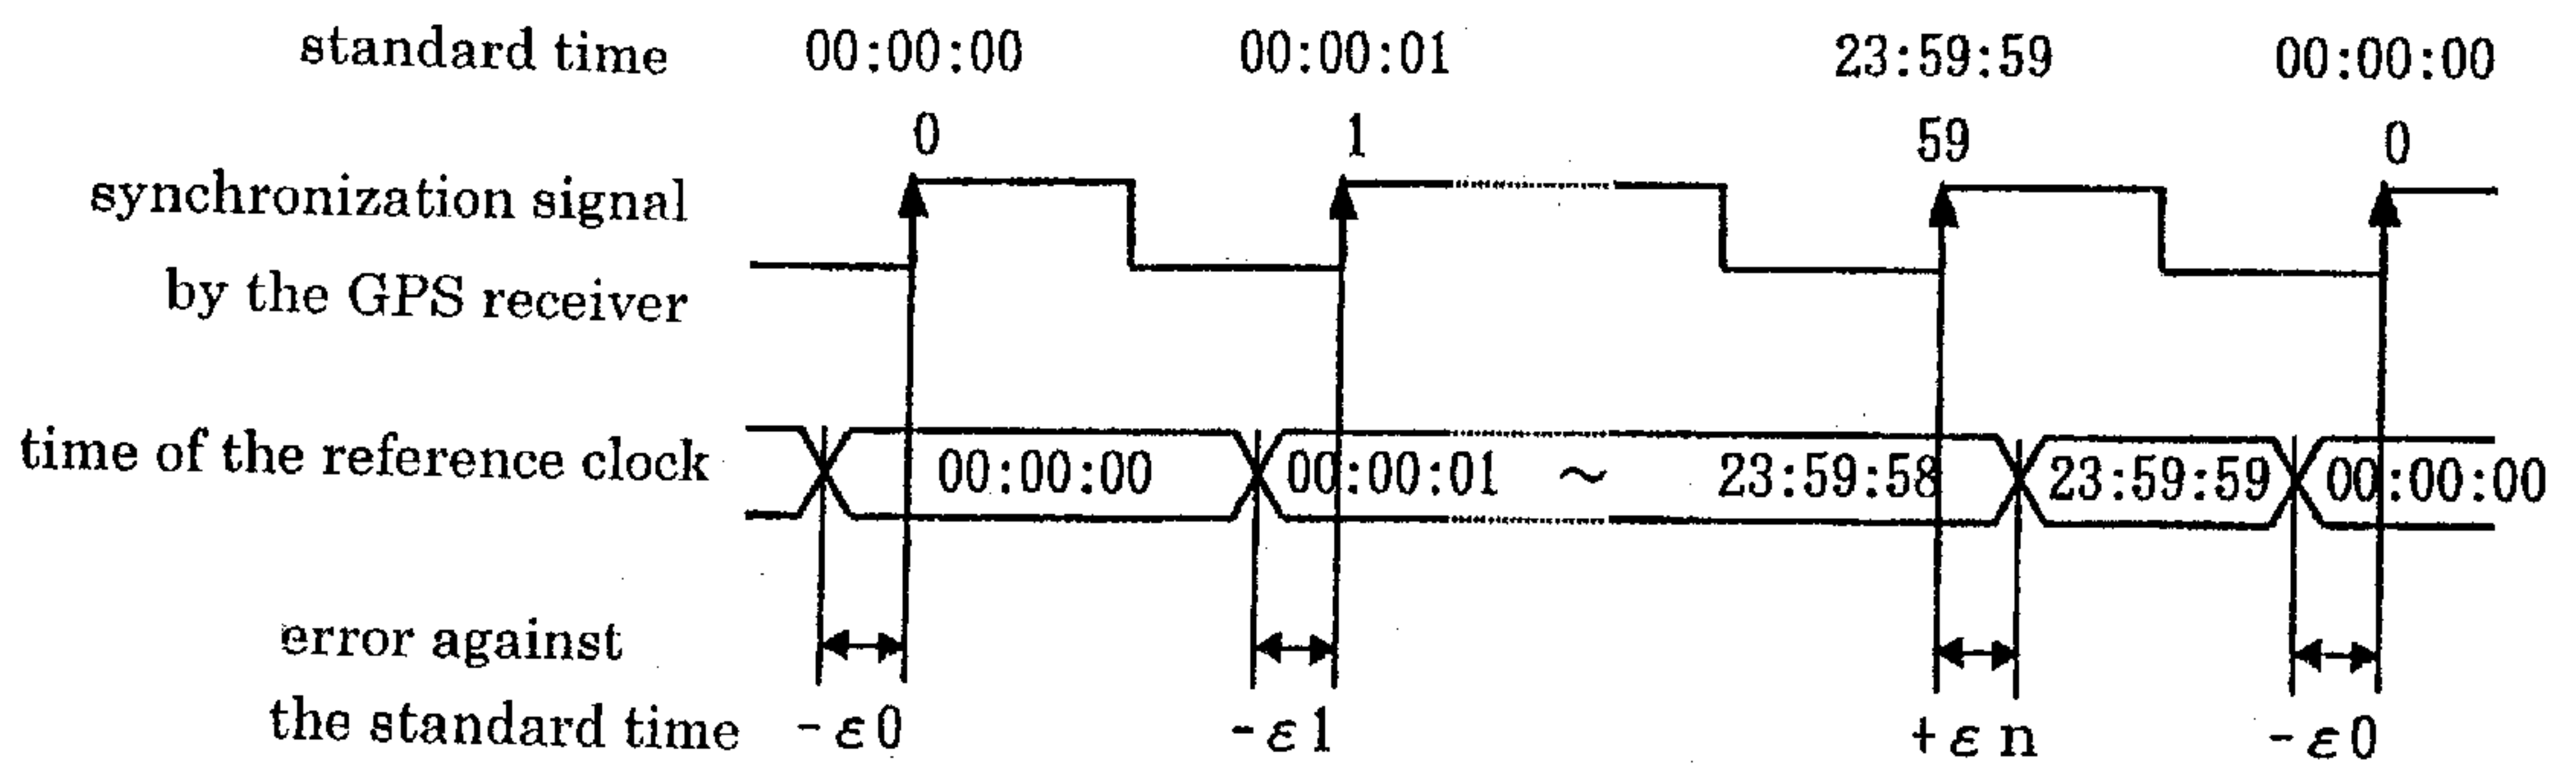 standard time 00:00:00 00:00:01 23:59:59 00:00:00
0 1 59 0
synchronization signal
by the GPS receiver
time of the reference clock 00:00:00 00:00:01 ~ 23:59:58 23:59:59 00:00:00
error against
the standard time -ε0 -ε1 +εn -ε0